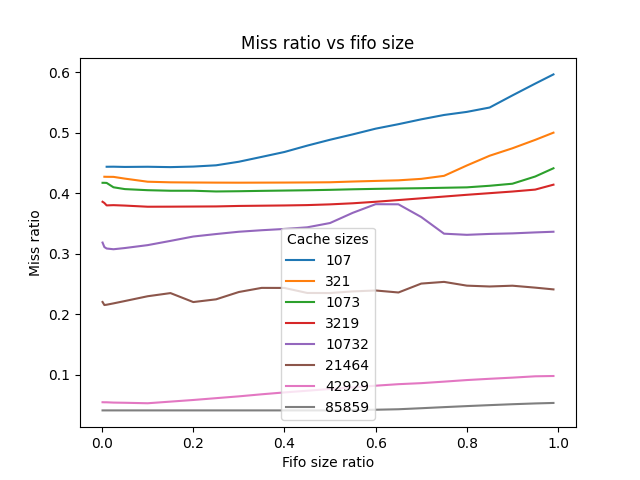 Miss ratio vs fifo size
Miss ratio
0.6
0.5
0.4
0.3
0.2
0.1
Cache sizes
107
321
1073
3219
10732
21464
42929
85859
0.0 0.2 0.4 0.6 0.8 1.0
Fifo size ratio